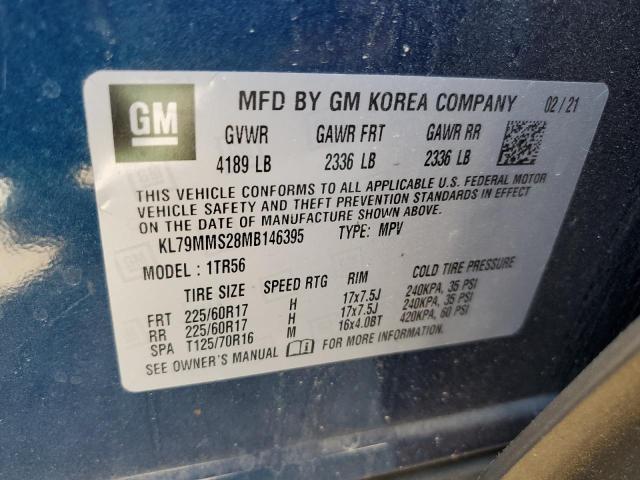 GM
MFD BY GM KOREA COMPANY 02/21
GVWR GAWR FRT GAWR RR
4189 LB 2336 LB 2336 LB
THIS VEHICLE CONFORMS TO ALL APPLICABLE U.S. FEDERAL MOTOR
VEHICLE SAFETY AND THEFT PREVENTION STANDARDS IN EFFECT
ON THE DATE OF MANUFACTURE SHOWN ABOVE.
KL79MMS28MB146395 TYPE: MPV
MODEL : 1TR56
TIRE SIZE SPEED RTG RIM COLD TIRE PRESSURE
FRT 225/60R17 H 17x7.5J 240KPA, 35 PSI
RR 225/60R17 H 17x7.5J 240KPA, 35 PSI
SPA T125/70R16 M 16x4.0BT 420KPA, 60 PSI
SEE OWNER'S MANUAL FOR MORE INFORMATION.